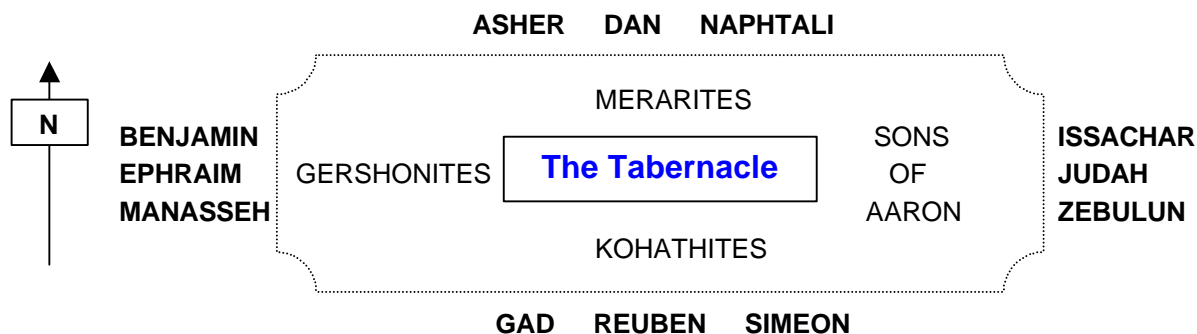 ASHER DAN NAPHTALI
N
MERARITES
BENJAMIN
EPHRAIM
MANASSEH
GERSHONITES
The Tabernacle
SONS
OF
AARON
ISSACHAR
JUDAH
ZEBULUN
KOHATHITES
GAD REUBEN SIMEON